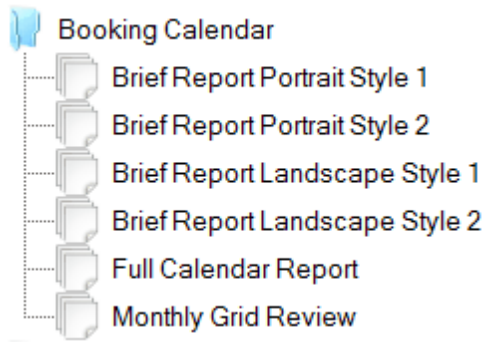 Booking Calendar
Brief Report Portrait Style 1
Brief Report Portrait Style 2
Brief Report Landscape Style 1
Brief Report Landscape Style 2
Full Calendar Report
Monthly Grid Review